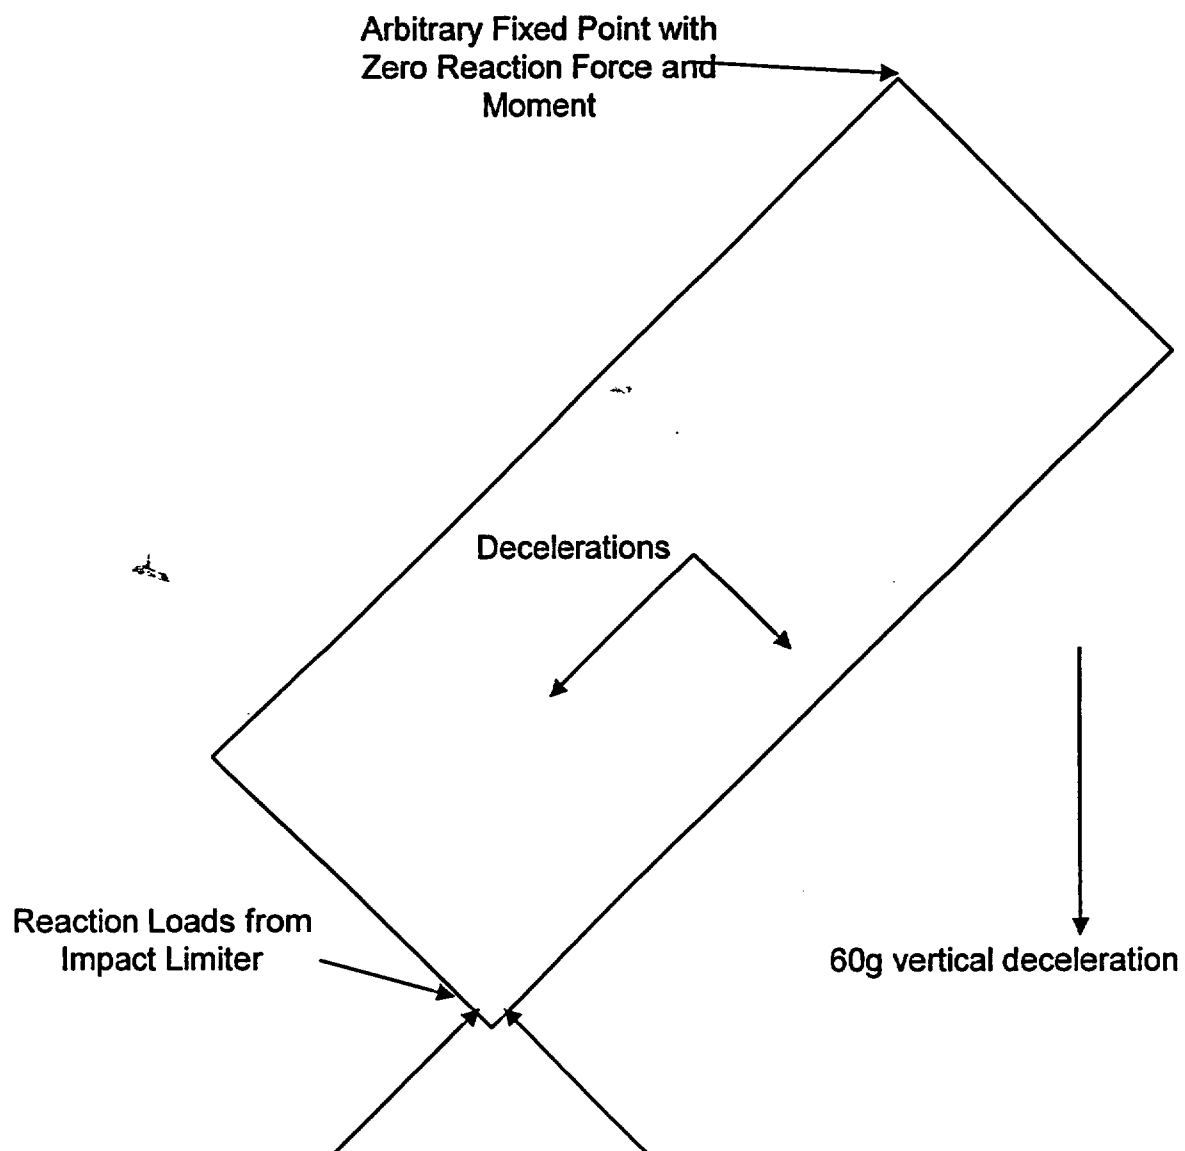 Arbitrary Fixed Point with
Zero Reaction Force and
Moment
Decelerations
Reaction Loads from
Impact Limiter
60g vertical deceleration